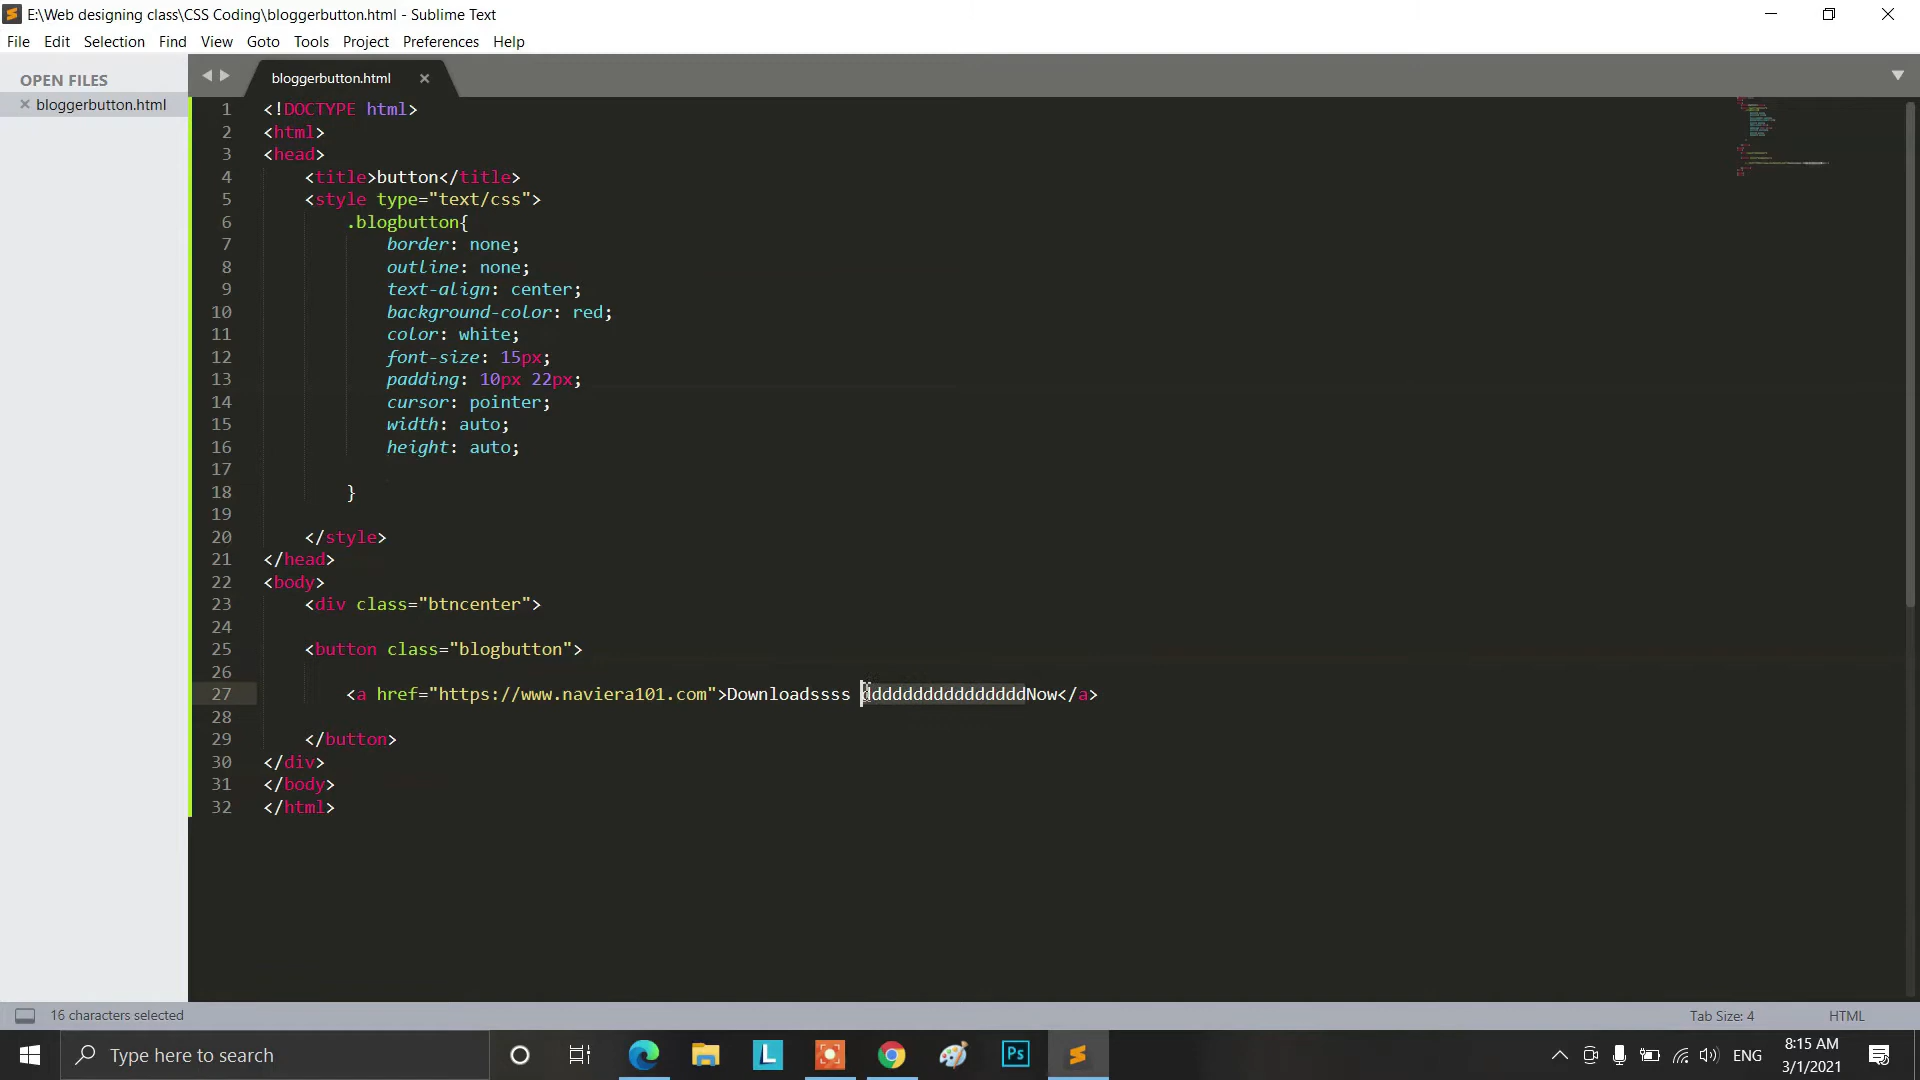 E:\Web designing class\CSS Coding\bloggerbutton.html - Sublime Text
File Edit Selection Find View Goto Tools Project Preferences Help
OPEN FILES
bloggerbutton.html
bloggerbutton.html
1 <!DOCTYPE html>
2 <html>
3 <head>
4 <title>button</title>
5 <style type="text/css">
6 .blogbutton{
7 border: none;
8 outline: none;
9 text-align: center;
10 background-color: red;
11 color: white;
12 font-size: 15px;
13 padding: 10px 22px;
14 cursor: pointer;
15 width: auto;
16 height: auto;
17
18 }
19
20 </style>
21 </head>
22 <body>
23 <div class="btncenter">
24
25 <button class="blogbutton">
26
27 <a href="https://www.naviera101.com">Downloadssss ddddddddddddddddNow</a>
28
29 </button>
30 </div>
31 </body>
32 </html>
16 characters selected
Tab Size: 4
HTML
Type here to search
L
Ps
ENG
8:15 AM
3/1/2021